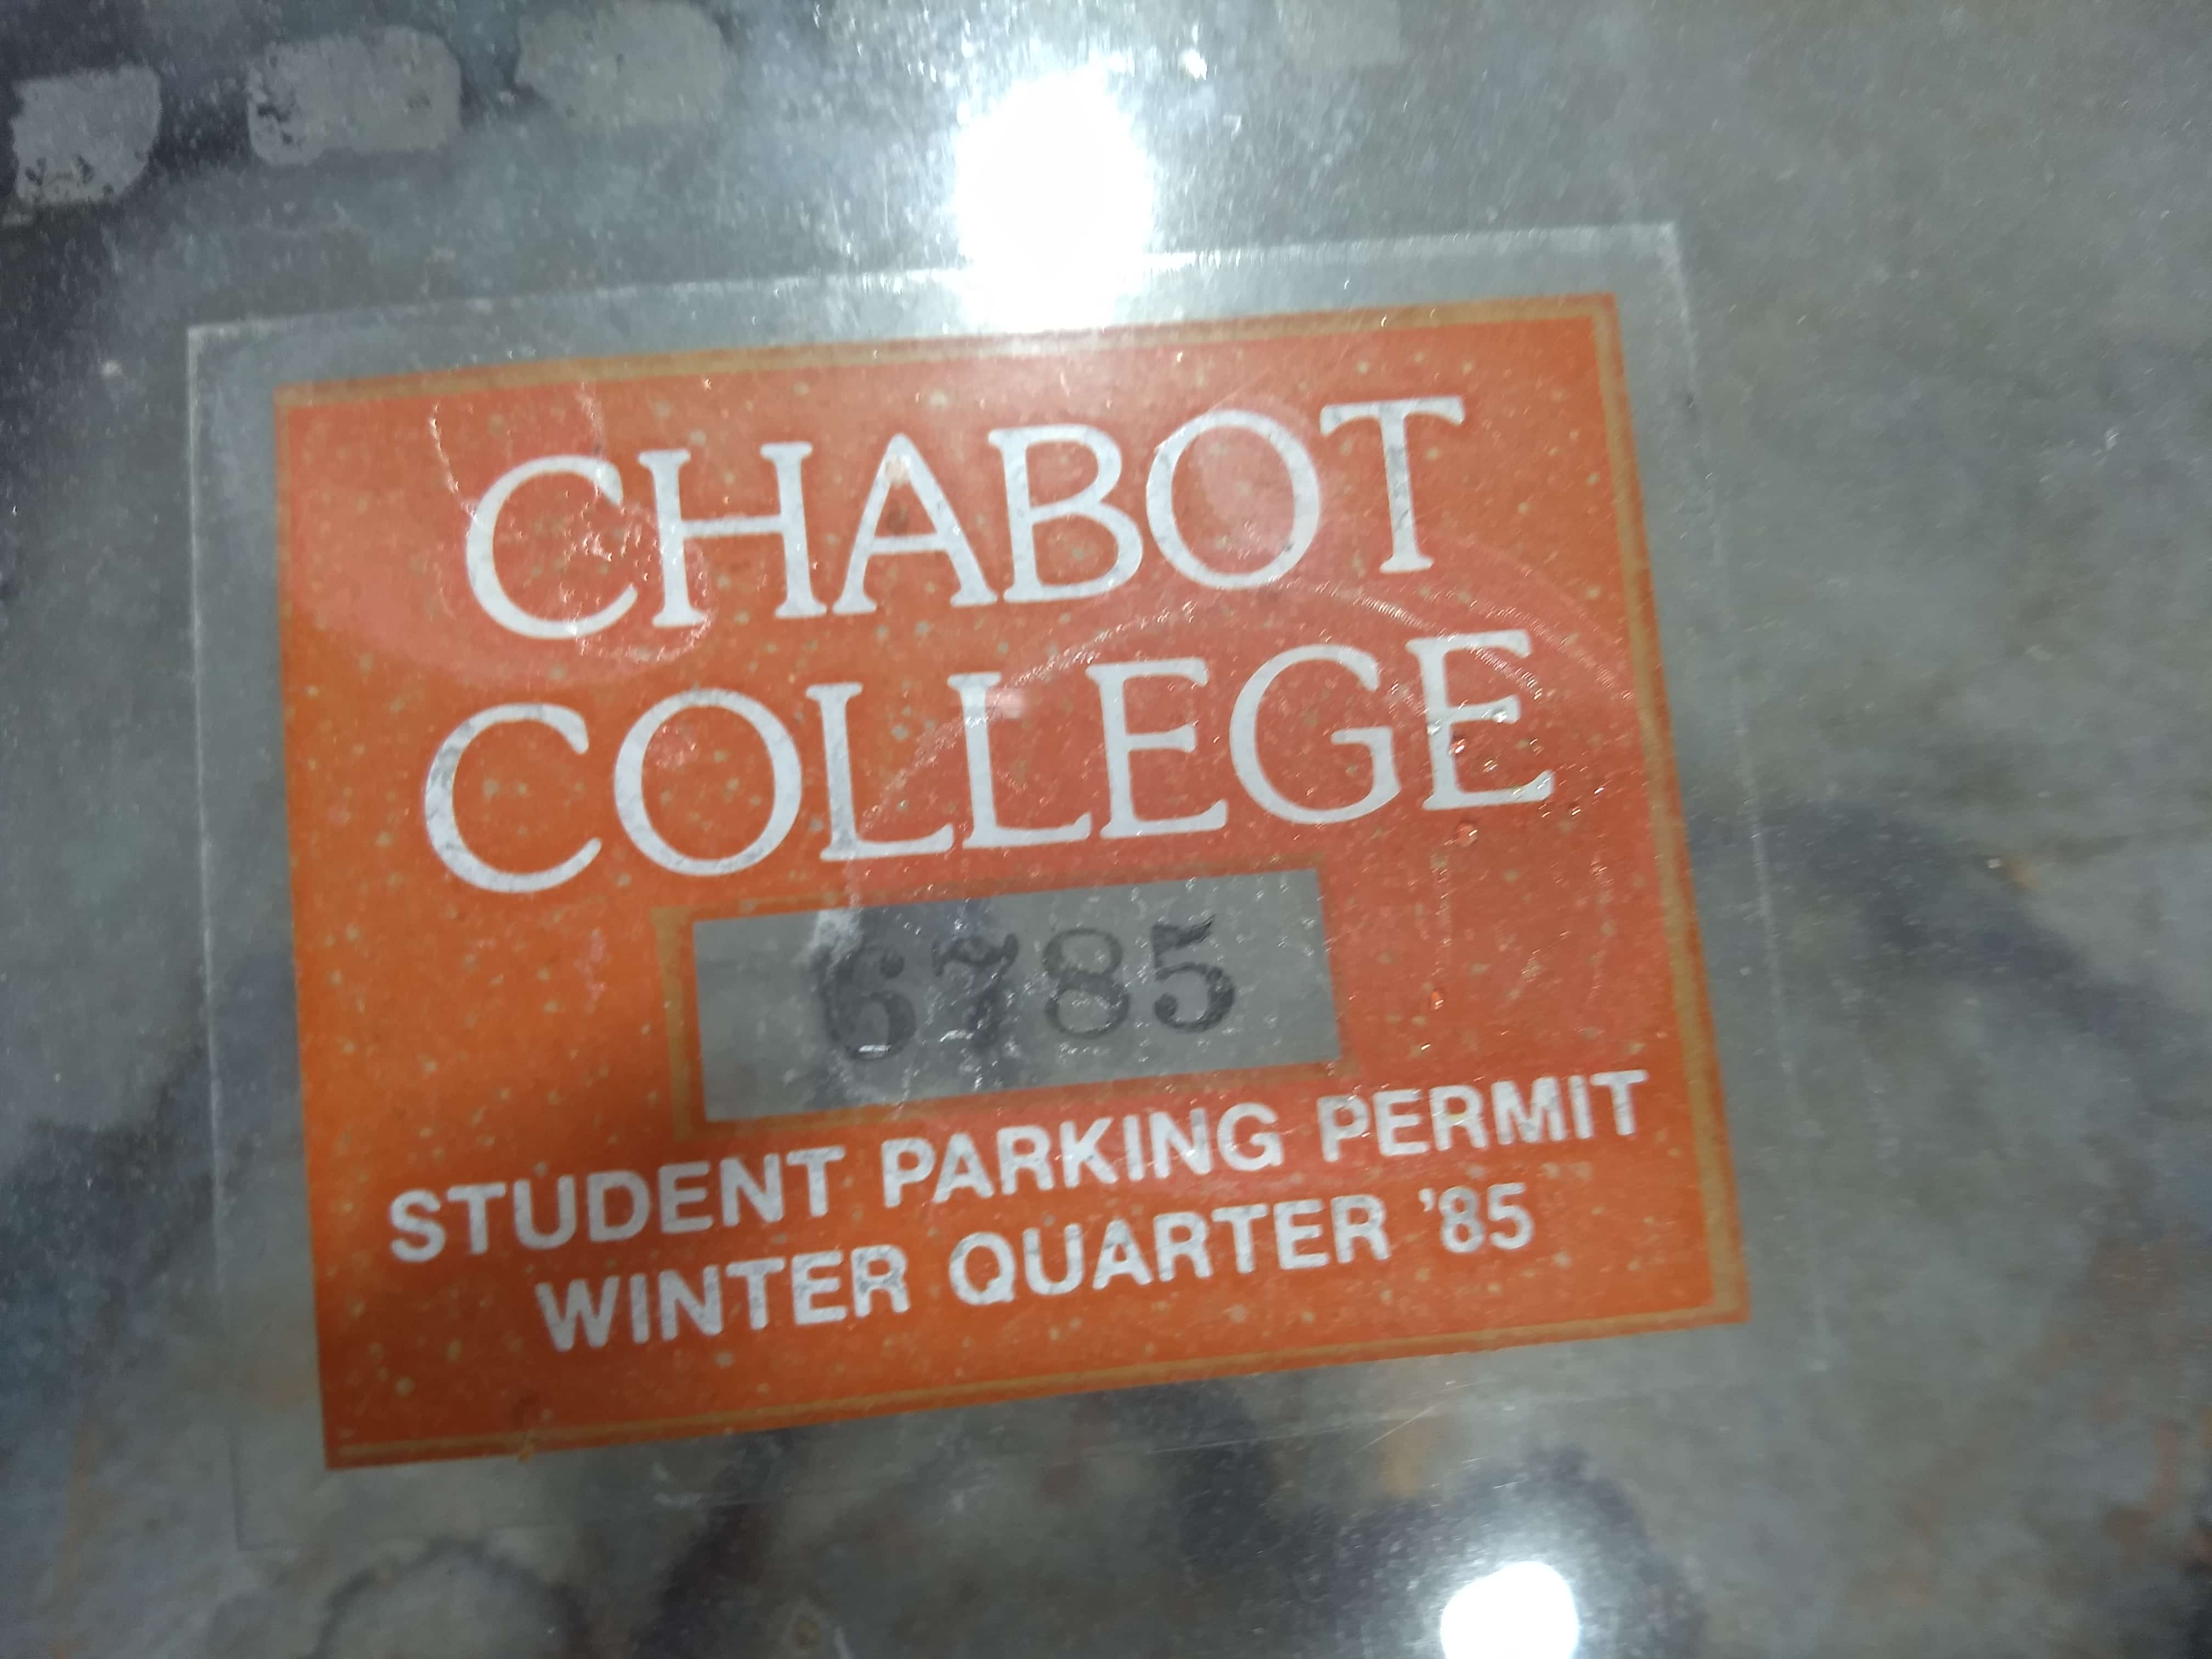 CHABOT
COLLEGE
6785
STUDENT PARKING PERMIT
WINTER QUARTER '85